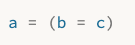 a = (b = c)